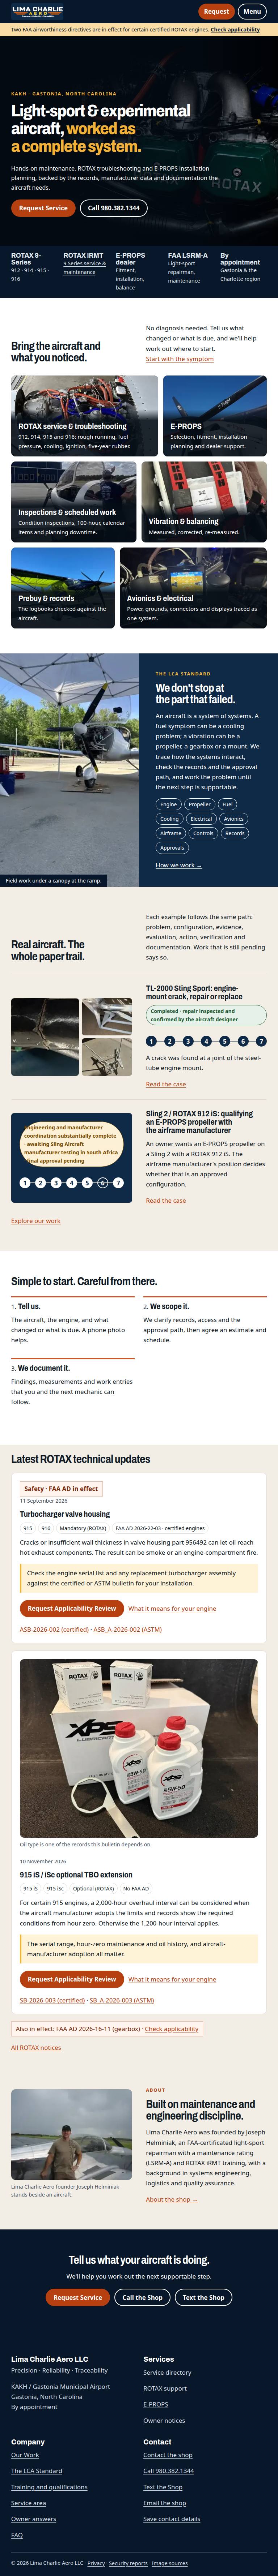 LIMA CHARLIE
AERO
Request
Menu
Two FAA airworthiness directives are in effect for certain certified ROTAX engines. Check applicability
KAKH · GASTONIA, NORTH CAROLINA
Light-sport & experimental
aircraft, working as
a complete system.
Hands-on maintenance, ROTAX troubleshooting and E-PROPS installation
planning, backed by the records, manufacturer data and documentation the
aircraft needs.
ROTAX
Request Service
Call 980.382.1344
ROTAX 9-
Series
912 · 914 · 915 ·
916
ROTAX iRMT
9 Series service &
maintenance
E-PROPS
dealer
Fitment,
installation,
balance
FAA LSRM-A
Light-sport
repairman,
maintenance
By
appointment
Gastonia & the
Charlotte region
Bring the aircraft and
what you noticed.
No diagnosis needed. Tell us what
changed or what is due, and we'll help
work out where to start.
Start with the symptom
ROTAX service & troubleshooting
912, 914, 915 and 916: rough running, fuel
pressure, cooling, ignition, five-year rubber.
E-PROPS
Selection, fitment, installation
planning and dealer support.
Inspections & scheduled work
Condition inspections, 100-hour, calendar
items and planning downtime.
Vibration & balancing
Measured, corrected, re-measured.
Prebuy & records
The logbooks checked against the
aircraft.
Avionics & electrical
Power, grounds, connectors and displays traced as
one system.
THE LCA STANDARD
We don't stop at
the part that failed.
An aircraft is a system of systems. A
fuel symptom can be a cooling
problem; a vibration can be a
propeller, a gearbox or a mount. We
trace how the systems interact,
check the records and the approval
path, and work the problem until
the next step is supportable.
Engine
Propeller
Fuel
Cooling
Electrical
Avionics
Airframe
Controls
Records
Approvals
How we work →
Field work under a canopy at the ramp.
Real aircraft. The
whole paper trail.
Each example follows the same path:
problem, configuration, evidence,
evaluation, action, verification and
documentation. Work that is still pending
says so.
TL-2000 Sting Sport: engine-
mount crack, repair or replace
Completed · repair inspected and
confirmed by the aircraft designer
1 2 3 4 5 6 7
A crack was found at a joint of the steel-
tube engine mount.
Read the case
Engineering and manufacturer
coordination substantially complete
· awaiting Sling Aircraft
manufacturer testing in South Africa
· final approval pending
1 2 3 4 5 6 7
Sling 2 / ROTAX 912 iS: qualifying
an E-PROPS propeller with
the airframe manufacturer
An owner wants an E-PROPS propeller on
a Sling 2 with a ROTAX 912 iS. The
airframe manufacturer's position decides
whether that is an approved
configuration.
Read the case
Explore our work
Simple to start. Careful from there.
1. Tell us.
The aircraft, the engine, and what
changed or what is due. A phone photo
helps.
2. We scope it.
We clarify records, access and the
approval path, then agree an estimate and
schedule.
3. We document it.
Findings, measurements and work entries
that you and the next mechanic can
follow.
Latest ROTAX technical updates
Safety · FAA AD in effect
11 September 2026
Turbocharger valve housing
915
916
Mandatory (ROTAX)
FAA AD 2026-22-03 · certified engines
Cracks or insufficient wall thickness in valve housing part 956492 can let oil reach
hot exhaust components. The result can be smoke or an engine-compartment fire.
Check the engine serial list and any replacement turbocharger assembly
against the certified or ASTM bulletin for your installation.
Request Applicability Review
What it means for your engine
ASB-2026-002 (certified) · ASB_A-2026-002 (ASTM)
ROTAX
ROTAX
XPS
LUBRICANTS
XPS
5W-50
XPS
5W-50
Oil type is one of the records this bulletin depends on.
10 November 2026
915 iS / iSc optional TBO extension
915 iS
915 iSc
Optional (ROTAX)
No FAA AD
For certain 915 engines, a 2,000-hour overhaul interval can be considered when
the aircraft manufacturer adopts the limits and records show the required
conditions from hour zero. Otherwise the 1,200-hour interval applies.
The serial range, hour-zero maintenance and oil history, and aircraft-
manufacturer adoption all matter.
Request Applicability Review
What it means for your engine
SB-2026-003 (certified) · SB_A-2026-003 (ASTM)
Also in effect: FAA AD 2026-16-11 (gearbox) · Check applicability
All ROTAX notices
Lima Charlie Aero founder Joseph Helminiak
stands beside an aircraft.
ABOUT
Built on maintenance and
engineering discipline.
Lima Charlie Aero was founded by Joseph
Helminiak, an FAA-certificated light-sport
repairman with a maintenance rating
(LSRM-A) and ROTAX iRMT training, with a
background in systems engineering,
logistics and quality assurance.
About the shop →
Tell us what your aircraft is doing.
We'll help you work out the next supportable step.
Request Service
Call the Shop
Text the Shop
Lima Charlie Aero LLC
Precision · Reliability · Traceability
KAKH / Gastonia Municipal Airport
Gastonia, North Carolina
By appointment
Services
Service directory
ROTAX support
E-PROPS
Owner notices
Company
Our Work
The LCA Standard
Training and qualifications
Service area
Owner answers
FAQ
Contact
Contact the shop
Call 980.382.1344
Text the Shop
Email the shop
Save contact details
© 2026 Lima Charlie Aero LLC · Privacy · Security reports · Image sources